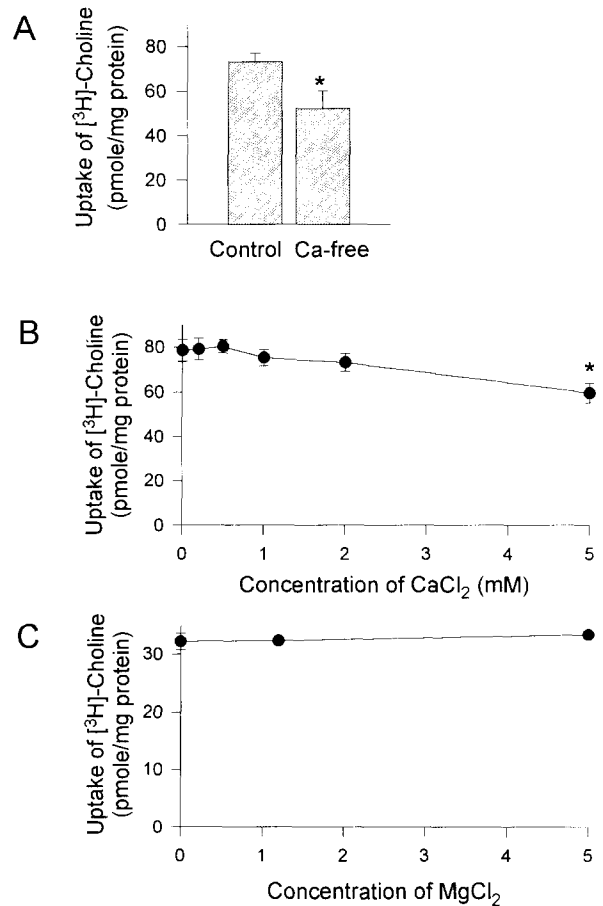 A
Uptake of [³H]-Choline
(pmole/mg protein)
80
60
40
20
0
*
Control Ca-free
B
Uptake of [³H]-Choline
(pmole/mg protein)
80
60
40
20
0
*
0 1 2 3 4 5
Concentration of CaCl₂ (mM)
C
Uptake of [³H]-Choline
(pmole/mg protein)
30
20
10
0
0 1 2 3 4 5
Concentration of MgCl₂